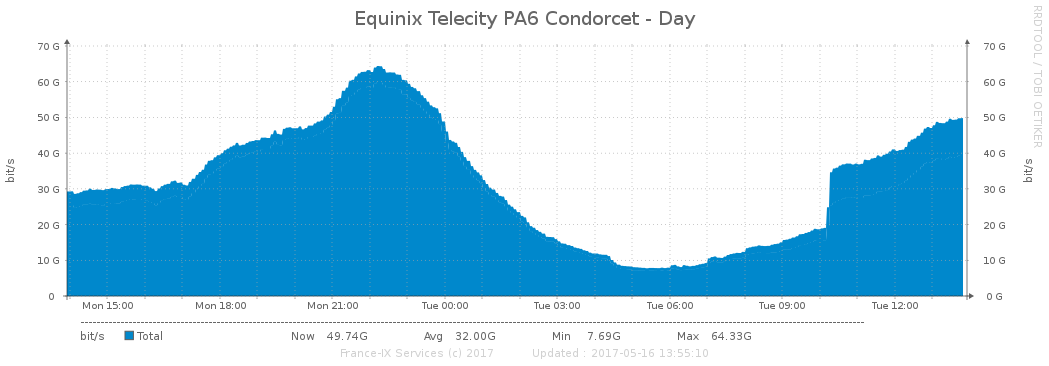 Equinix Telecity PA6 Condorcet - Day
RRDTOOL / TOBI OETIKER
70 G 70 G
60 G 60 G
50 G 50 G
40 G 40 G
30 G 30 G
20 G 20 G
10 G 10 G
0 0 G
bit/s bit/s
Mon 15:00 Mon 18:00 Mon 21:00 Tue 00:00 Tue 03:00 Tue 06:00 Tue 09:00 Tue 12:00
bit/s Total Now 49.74G Avg 32.00G Min 7.69G Max 64.33G
France-IX Services (c) 2017 Updated : 2017-05-16 13:55:10